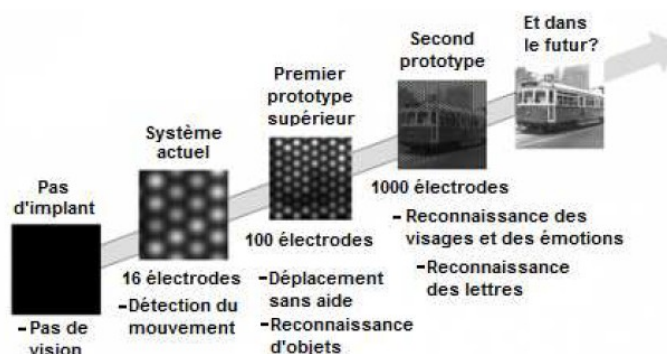 Pas
d'implant
- Pas de
vision
Système
actuel
16 électrodes
- Détection du
mouvement
Premier
prototype
supérieur
100 électrodes
- Déplacement
sans aide
- Reconnaissance
d'objets
Second
prototype
1000 électrodes
- Reconnaissance des
visages et des émotions
- Reconnaissance
des lettres
Et dans
le futur?